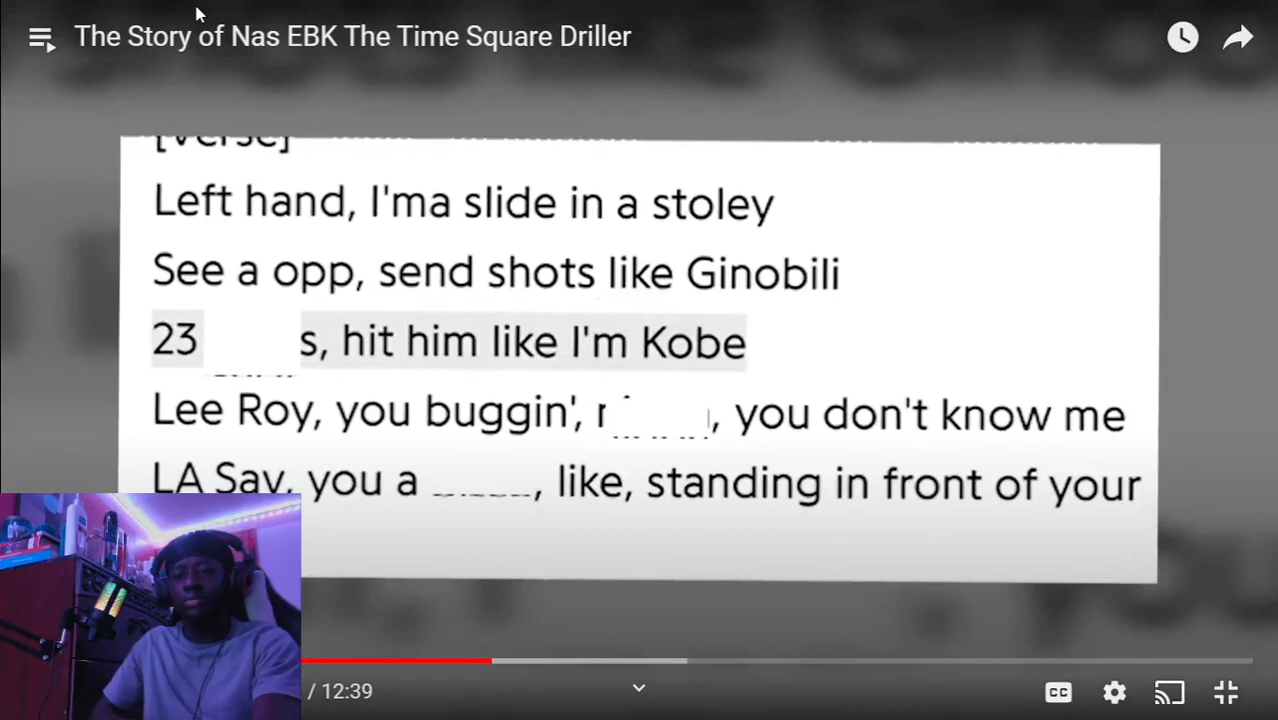 The Story of Nas EBK The Time Square Driller
[Verse]
Left hand, I'ma slide in a stoley
See a opp, send shots like Ginobili
23 s, hit him like I'm Kobe
Lee Roy, you buggin', , you don't know me
LA Sav, you a , like, standing in front of your
/ 12:39
CC